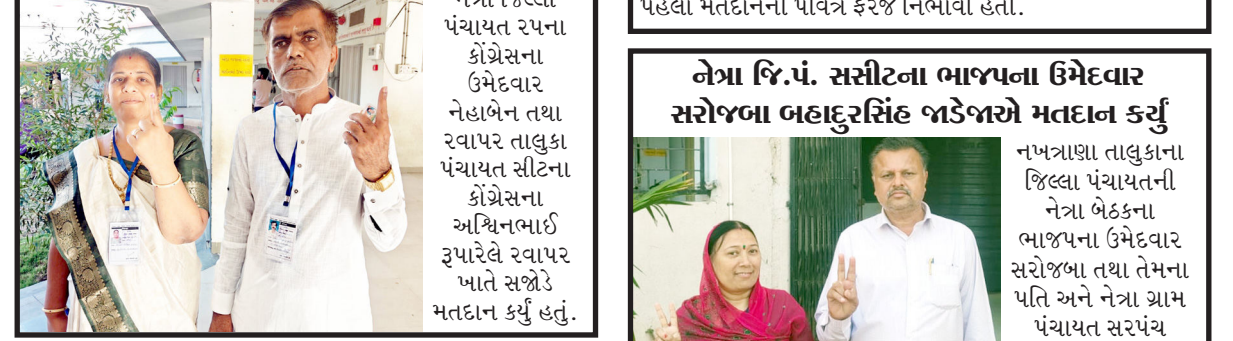 નેત્રા જિલ્લા
પંચાયત ૨૫ના
કોંગ્રેસના
ઉમેદવાર
નેહાબેન તથા
રવાપર તાલુકા
પંચાયત સીટના
કોંગ્રેસના
અશ્વિનભાઈ
રૂપારેલે રવાપર
ખાતે સજોડે
મતદાન કર્યું હતું.
પહેલા મતદાનની પવિત્ર ફરજ નિભાવી હતી.
નેત્રા જિ.પં. સસીટના ભાજપના ઉમેદવાર
સરોજબા બહાદુરસિંહ જાડેજાએ મતદાન કર્યું
નખત્રાણા તાલુકાના
જિલ્લા પંચાયતની
નેત્રા બેઠકના
ભાજપના ઉમેદવાર
સરોજબા તથા તેમના
પતિ અને નેત્રા ગ્રામ
પંચાયત સરપંચ